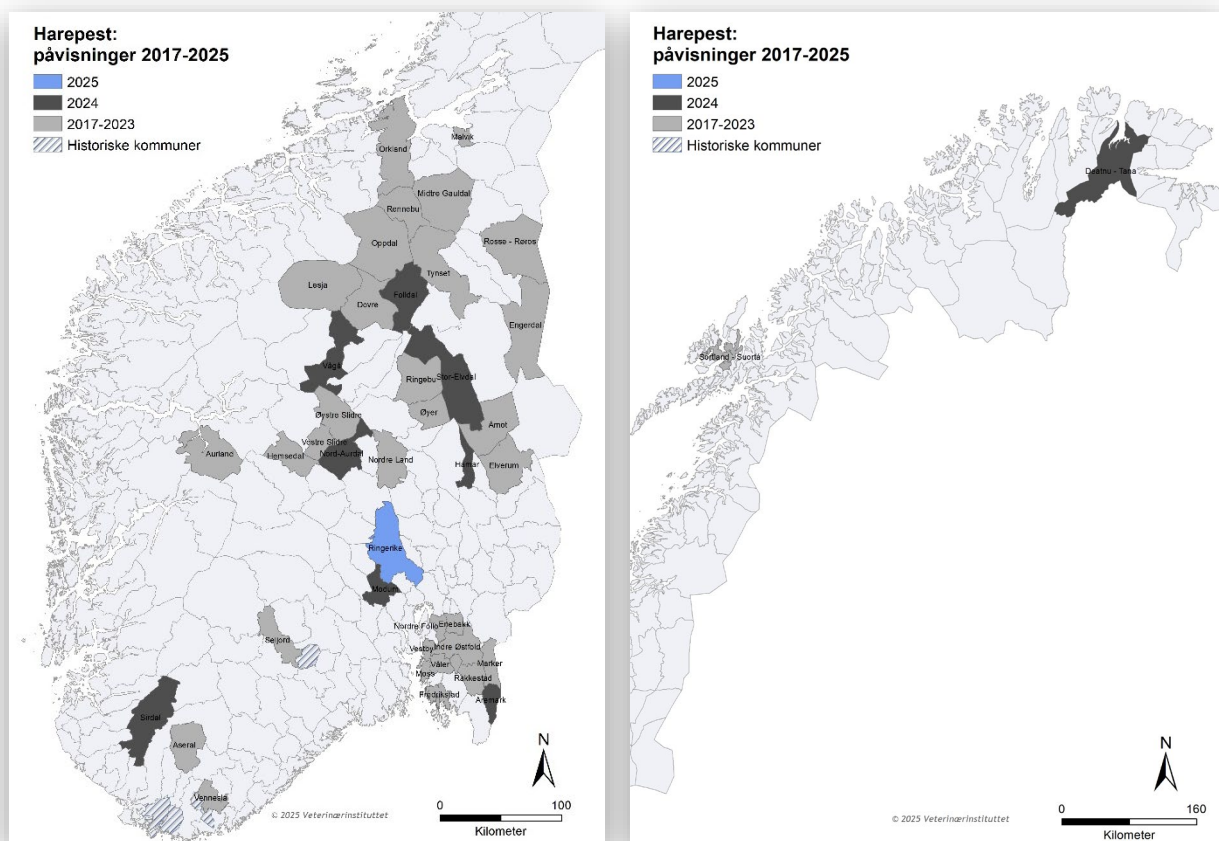 Harepest:
påvisninger 2017-2025
2025
2024
2017-2023
Historiske kommuner
Malvik
Orkland
Midtre Gauldal
Rennebu
Oppdal
Rosse - Røros
Tynset
Lesja
Folldal
Dovre
Engerdal
Vågå
Ringebu
Stor-Elvdal
Øystre Slidre
Øyer
Åmot
Vestre Slidre
Aurland
Hemsedal
Nord-Aurdal
Nordre Land
Hamar
Elverum
Ringerike
Modum
Nordre Follo
Enebakk
Seljord
Vestby
Indre Østfold
Våler
Marker
Moss
Rakkestad
Fredrikstad
Aremark
Sirdal
Åseral
Vennesla
N
0
100
Kilometer
© 2025 Veterinærinstituttet
Harepest:
påvisninger 2017-2025
2025
2024
2017-2023
Historiske kommuner
Deatnu - Tana
Sortland - Suortá
N
0
160
Kilometer
© 2025 Veterinærinstituttet